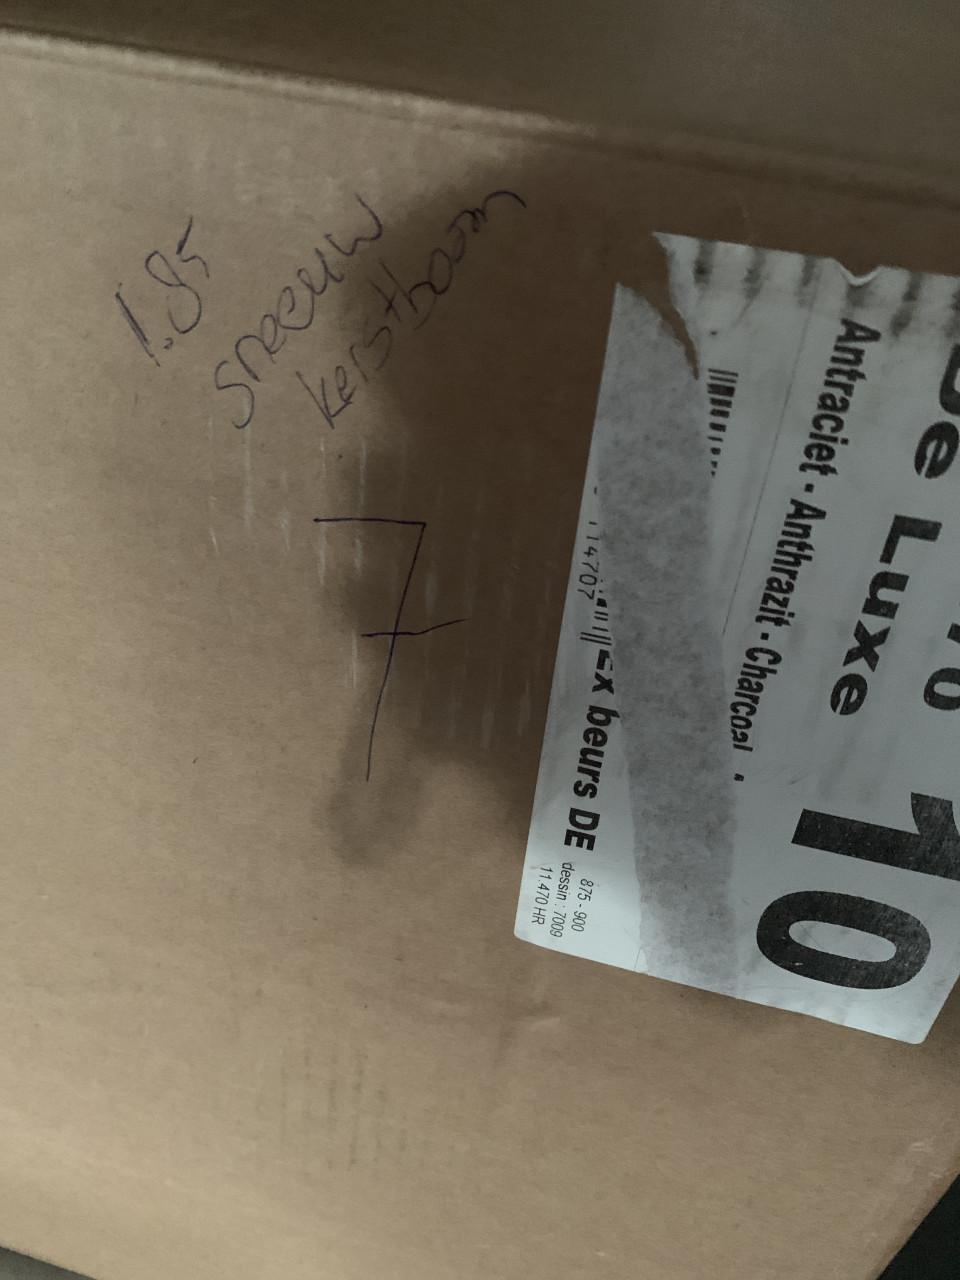 1.85
sneeuw
kerstboom
7
De Luxe
Antraciet - Anthrazit - Charcoal -
10
114707
Ex beurs DE
875 - 900
dessin : 7009
11.470 HR